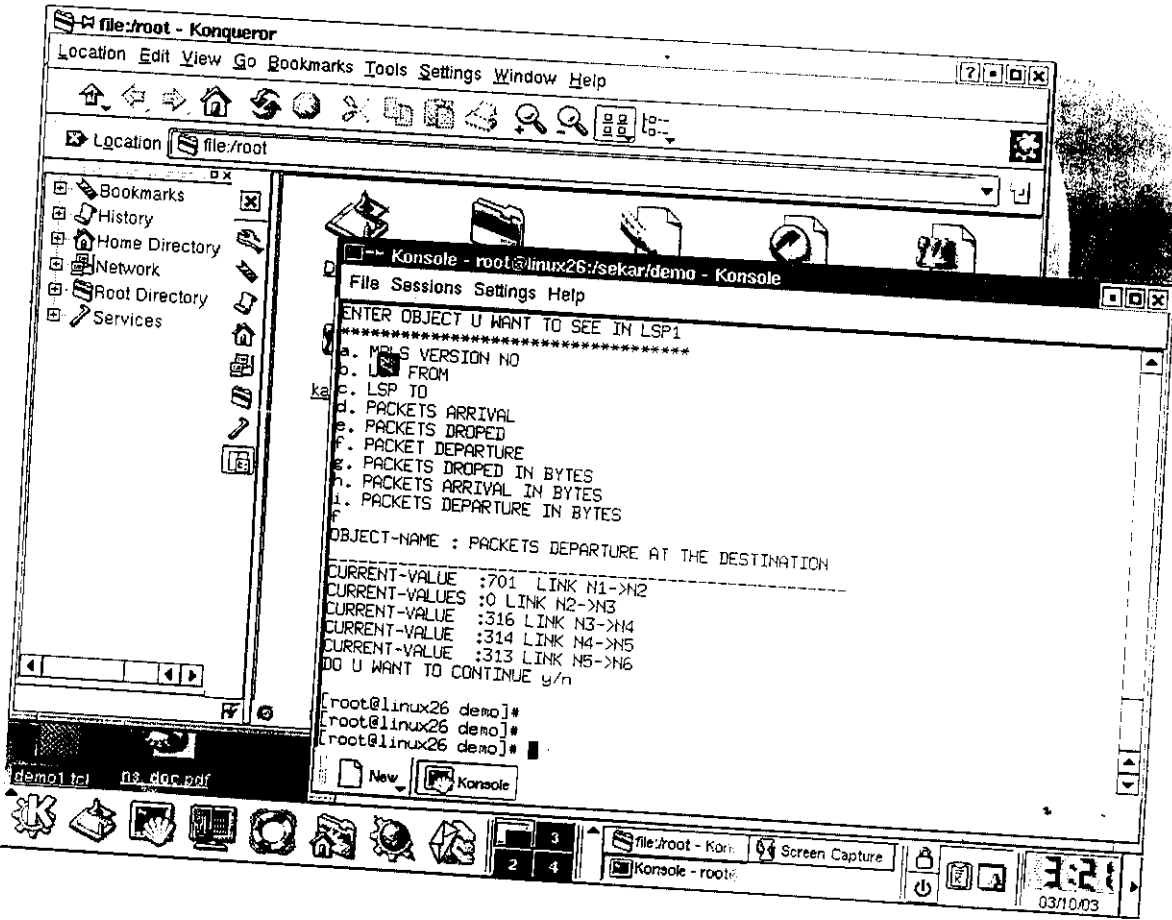 file:/root - Konqueror
Location Edit View Go Bookmarks Tools Settings Window Help
Location file:/root
Bookmarks
History
Home Directory
Network
Root Directory
Services
Konsole - root@linux26:/sekar/demo - Konsole
File Sessions Settings Help
ENTER OBJECT U WANT TO SEE IN LSP1
**********************************
a. MPLS VERSION NO
b. FROM
c. LSP TO
d. PACKETS ARRIVAL
e. PACKETS DROPED
f. PACKET DEPARTURE
g. PACKETS DROPED IN BYTES
h. PACKETS ARRIVAL IN BYTES
i. PACKETS DEPARTURE IN BYTES
f
OBJECT-NAME : PACKETS DEPARTURE AT THE DESTINATION
CURRENT-VALUE :701 LINK N1->N2
CURRENT-VALUES :0 LINK N2->N3
CURRENT-VALUE :316 LINK N3->N4
CURRENT-VALUE :314 LINK N4->N5
CURRENT-VALUE :313 LINK N5->N6
DO U WANT TO CONTINUE y/n
[root@linux26 demo]#
[root@linux26 demo]#
[root@linux26 demo]#
New Konsole
demo1.tcl ns_doc.pdf
3
2 4
file:/root - Kon
Screen Capture
Konsole - root
03/10/03